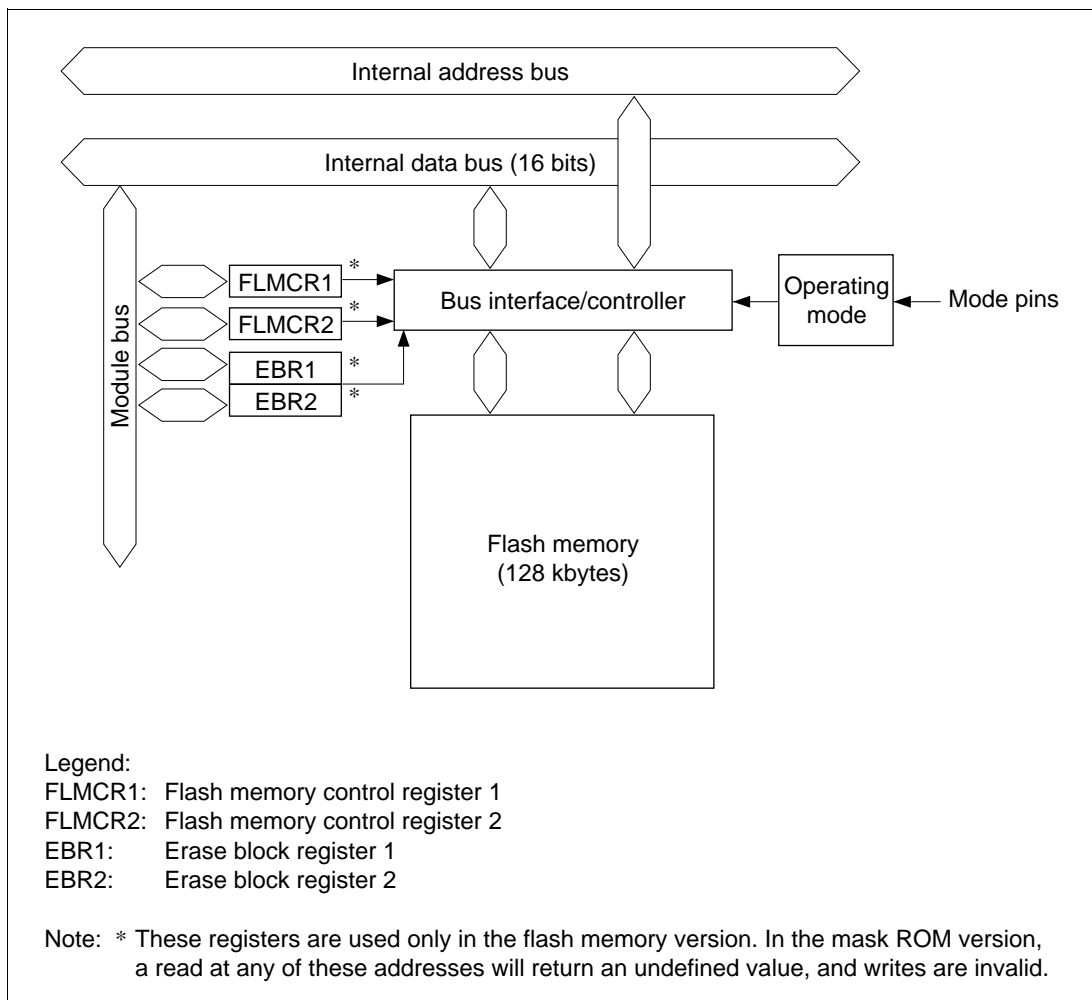 Internal address bus
Internal data bus (16 bits)
Module bus
FLMCR1
*
FLMCR2
*
EBR1
*
EBR2
*
Bus interface/controller
Operating
mode
Mode pins
Flash memory
(128 kbytes)
Legend:
FLMCR1: Flash memory control register 1
FLMCR2: Flash memory control register 2
EBR1: Erase block register 1
EBR2: Erase block register 2
Note: * These registers are used only in the flash memory version. In the mask ROM version,
a read at any of these addresses will return an undefined value, and writes are invalid.